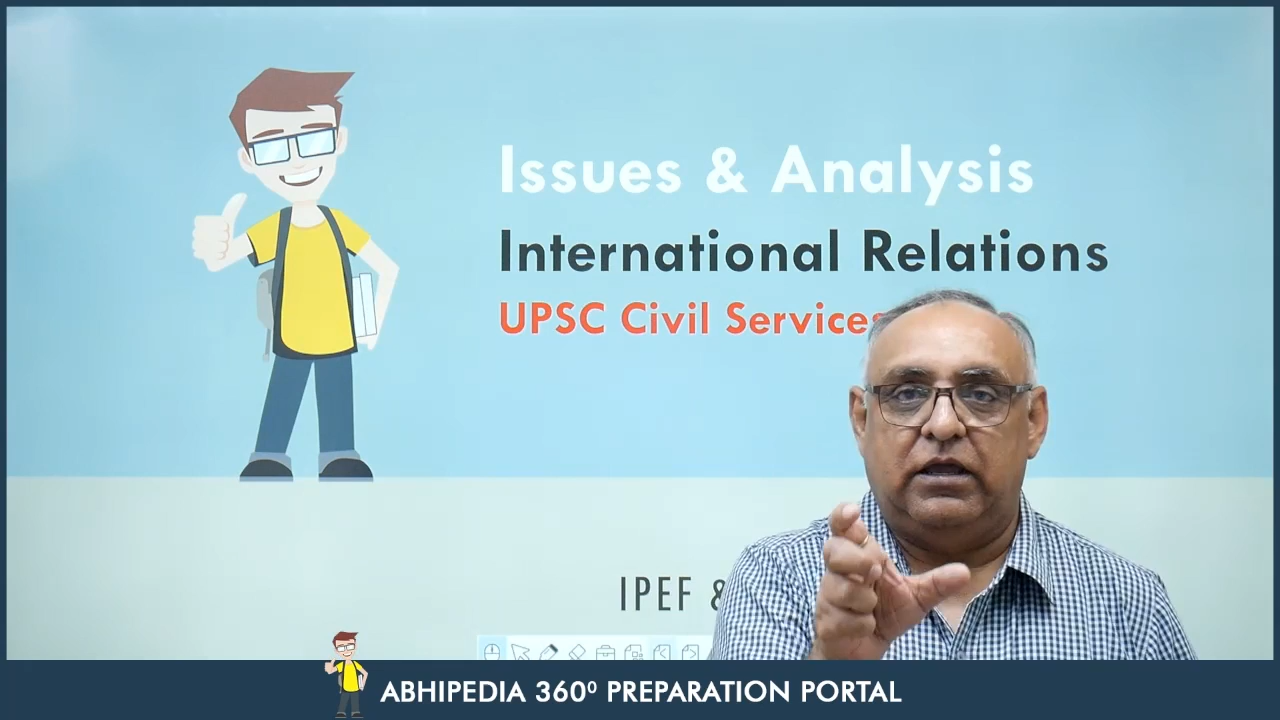 Issues & Analysis
International Relations
UPSC Civil Services
IPEF &
ABHIPEDIA 360⁰ PREPARATION PORTAL